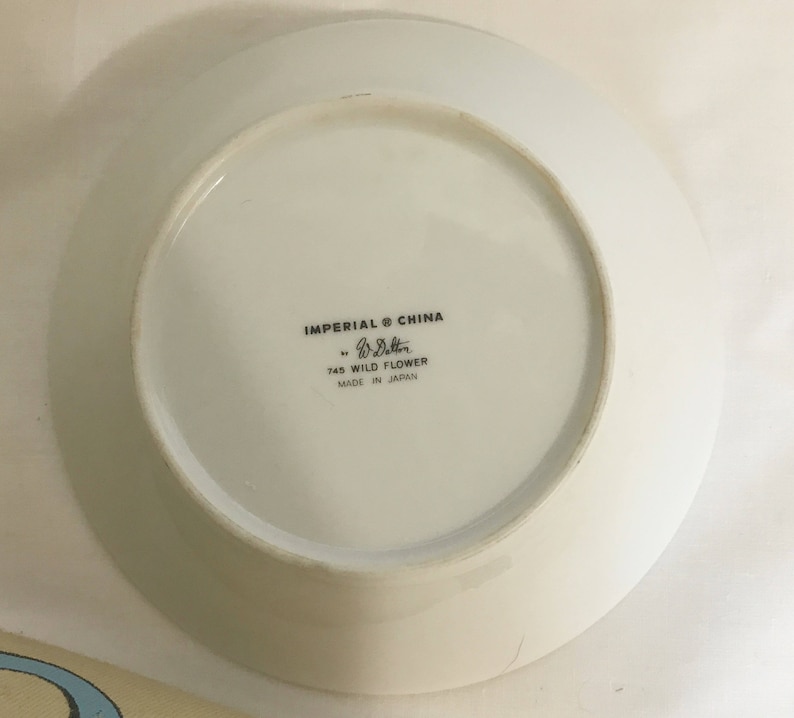 IMPERIAL ® CHINA
BY W Dalton
745 WILD FLOWER
MADE IN JAPAN